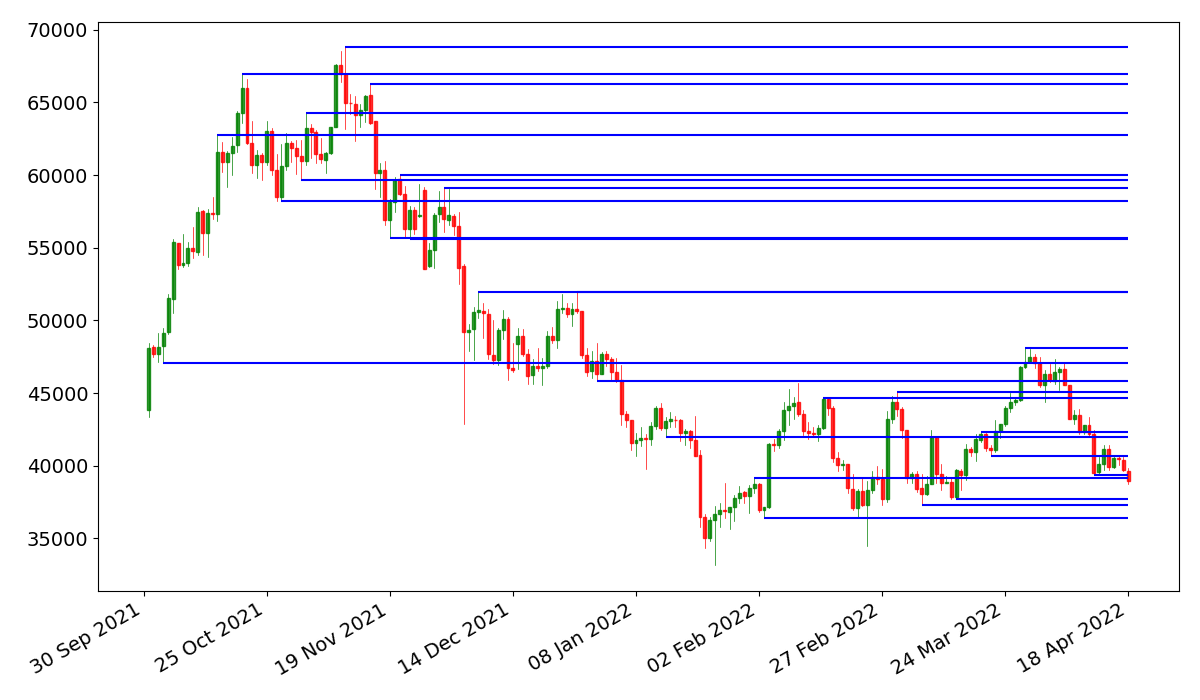 70000
65000
60000
55000
50000
45000
40000
35000
30 Sep 2021
25 Oct 2021
19 Nov 2021
14 Dec 2021
08 Jan 2022
02 Feb 2022
27 Feb 2022
24 Mar 2022
18 Apr 2022